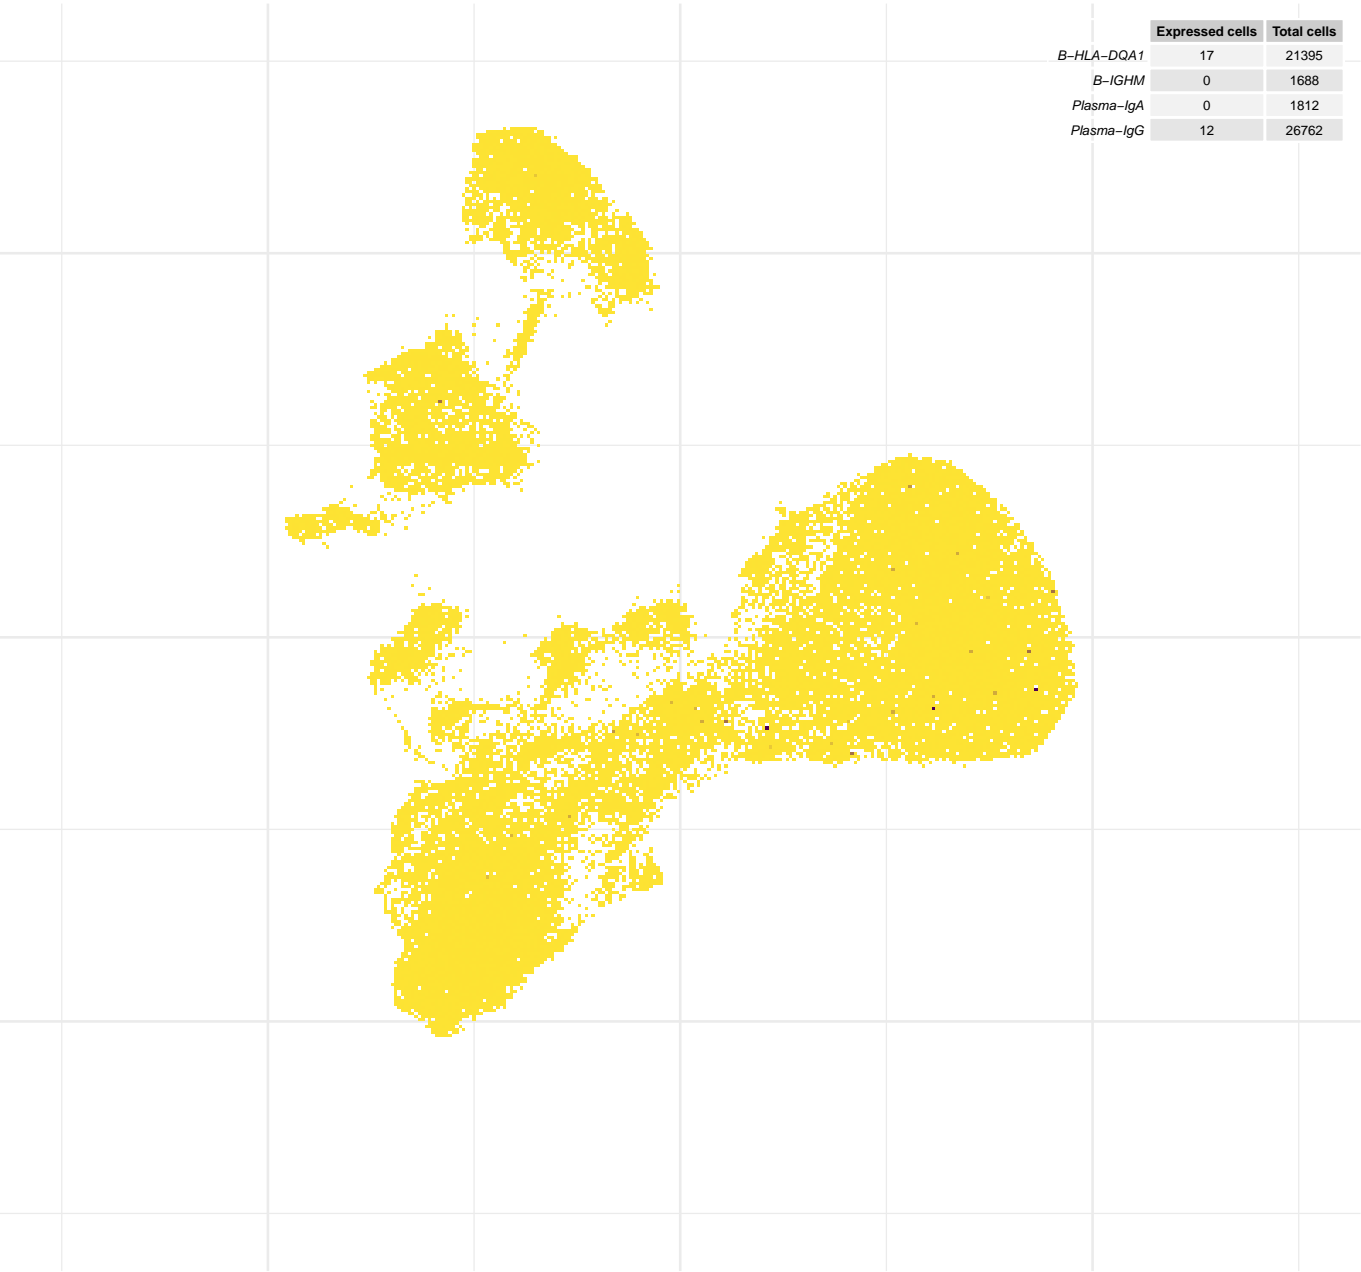 Expressed cells Total cells
B−HLA−DQA1 17 21395
B−IGHM 0 1688
Plasma−IgA 0 1812
Plasma−IgG 12 26762